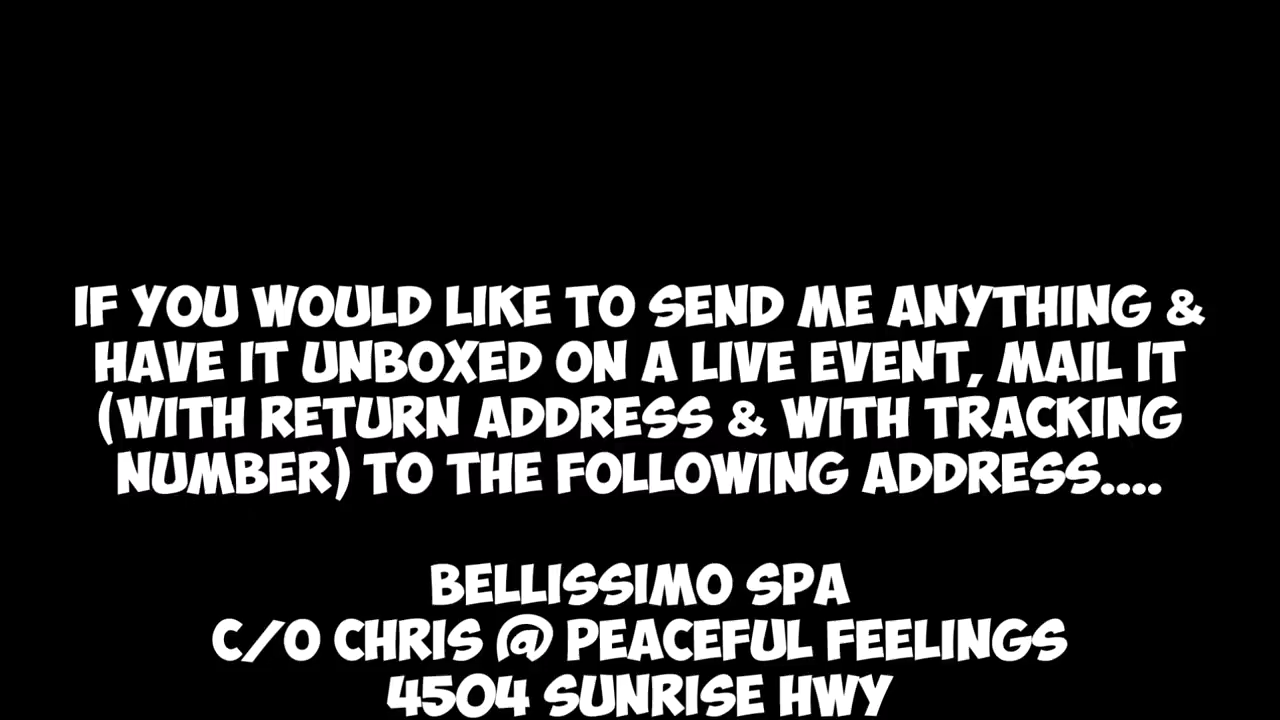 IF YOU WOULD LIKE TO SEND ME ANYTHING &
HAVE IT UNBOXED ON A LIVE EVENT, MAIL IT
(WITH RETURN ADDRESS & WITH TRACKING
NUMBER) TO THE FOLLOWING ADDRESS....
BELLISSIMO SPA
C/O CHRIS @ PEACEFUL FEELINGS
4504 SUNRISE HWY